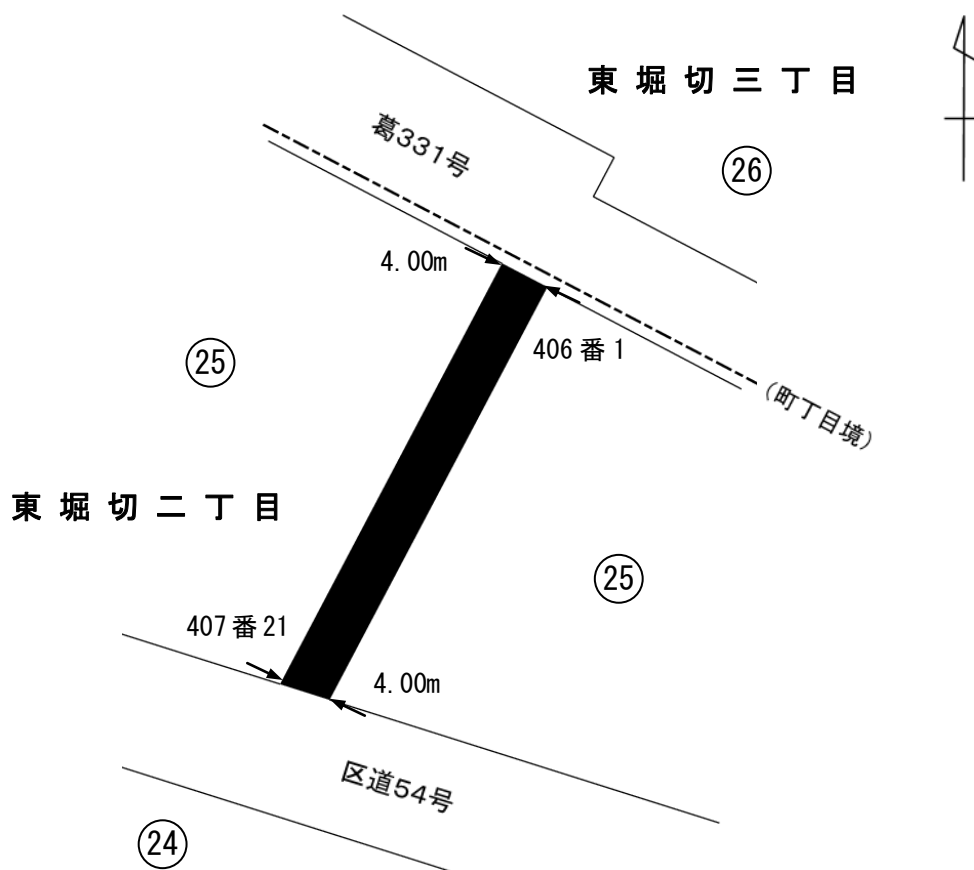 東堀切三丁目
葛331号
26
4.00m
406番1
25
(町丁目境)
東堀切二丁目
25
407番21
4.00m
区道54号
24